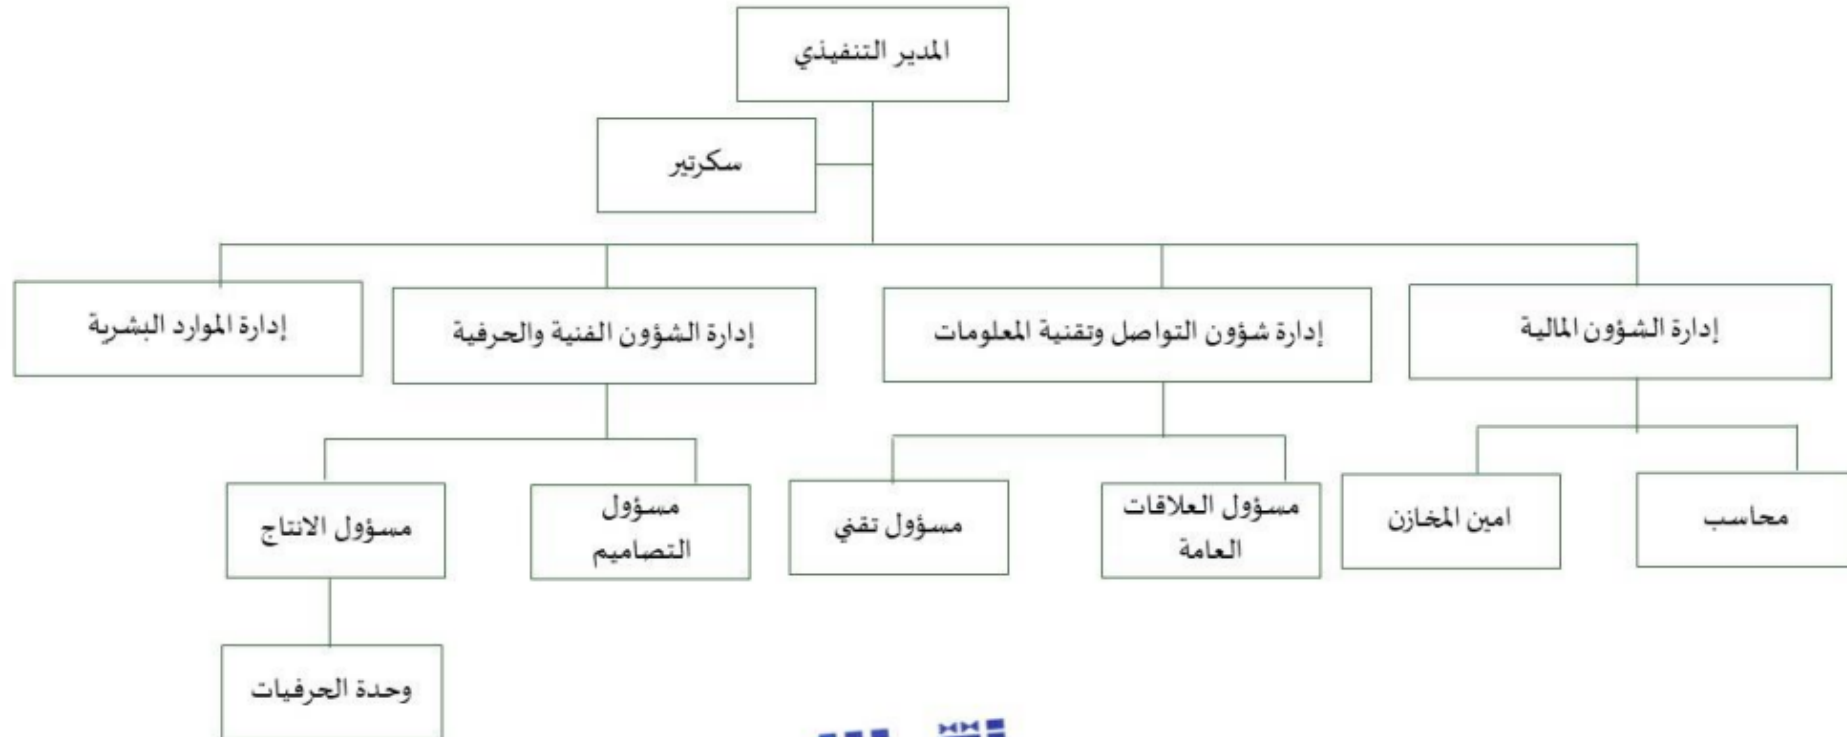 المدير التنفيذي
سكرتير
إدارة الشؤون المالية
إدارة شؤون التواصل وتقنية المعلومات
إدارة الشؤون الفنية والحرفية
إدارة الموارد البشرية
محاسب
امين المخازن
مسؤول العلاقات
العامة
مسؤول تقني
مسؤول
التصاميم
مسؤول الانتاج
وحدة الحرفيات